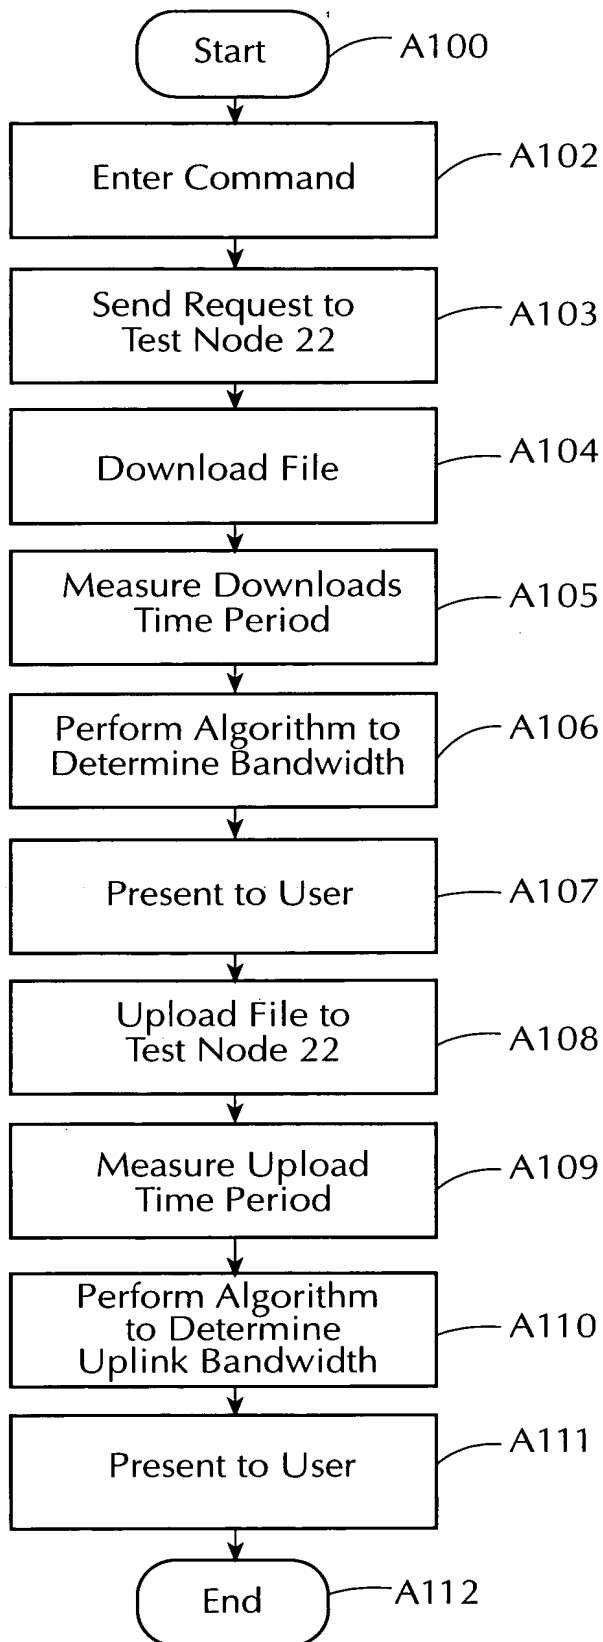 Start
A100
Enter Command
A102
Send Request to
Test Node 22
A103
Download File
A104
Measure Downloads
Time Period
A105
Perform Algorithm to
Determine Bandwidth
A106
Present to User
A107
Upload File to
Test Node 22
A108
Measure Upload
Time Period
A109
Perform Algorithm
to Determine
Uplink Bandwidth
A110
Present to User
A111
End
A112